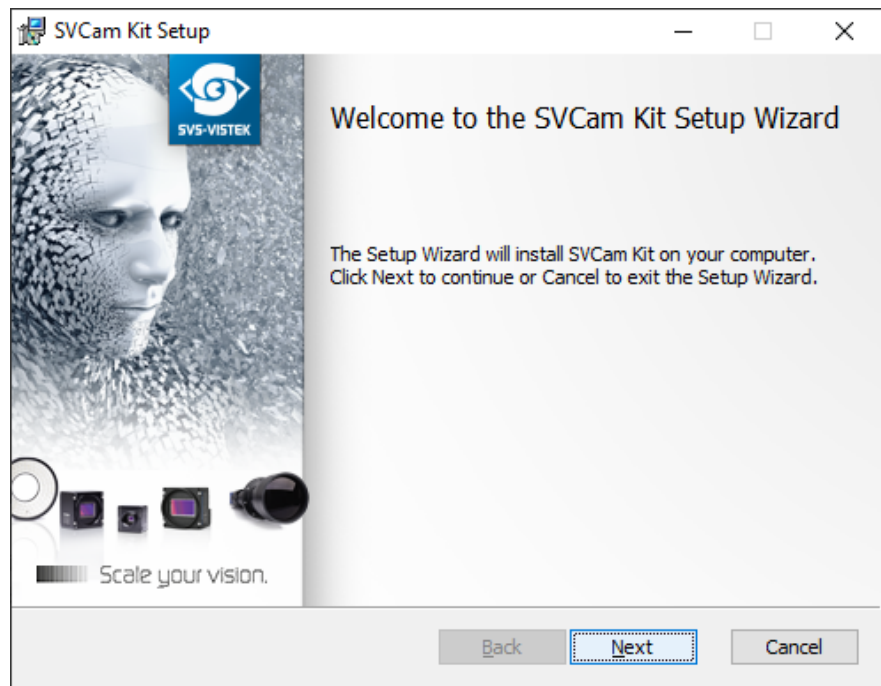 SVCam Kit Setup
SVS-VISTEK
Welcome to the SVCam Kit Setup Wizard
The Setup Wizard will install SVCam Kit on your computer.
Click Next to continue or Cancel to exit the Setup Wizard.
Scale your vision.
Back
Next
Cancel